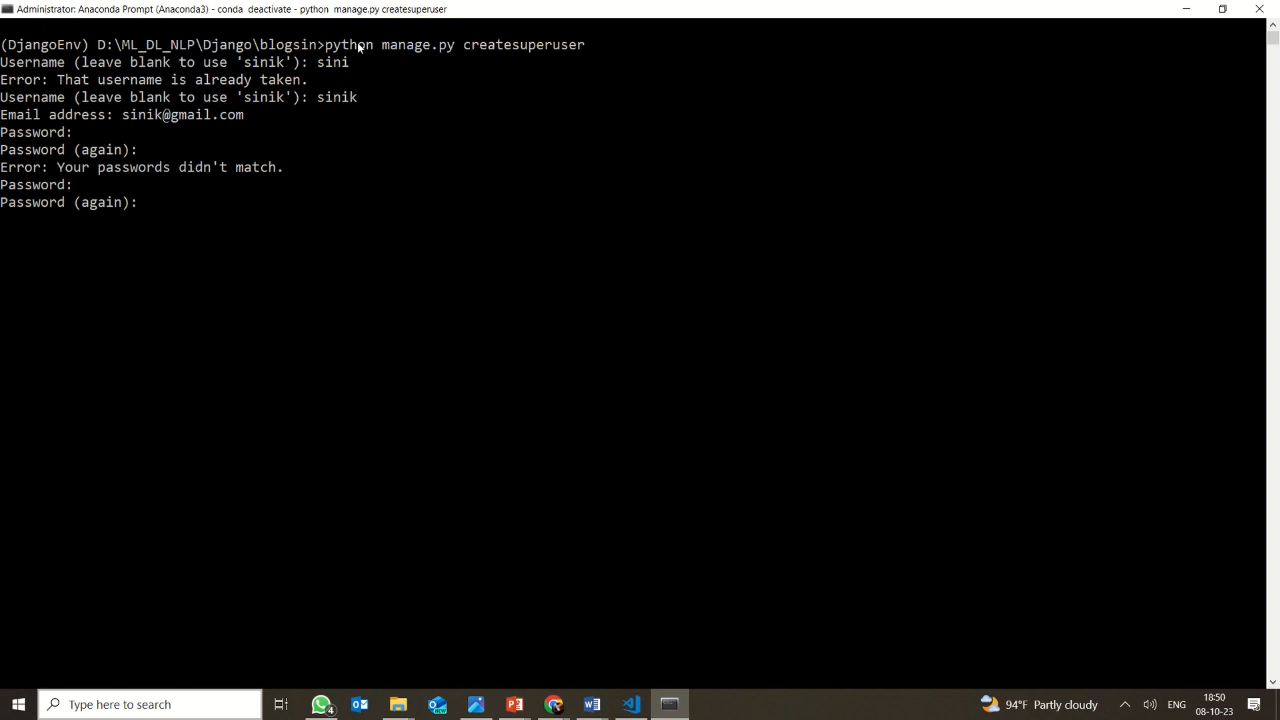 Administrator: Anaconda Prompt (Anaconda3) - conda  deactivate - python  manage.py createsuperuser
(DjangoEnv) D:\ML_DL_NLP\Django\blogsin>python manage.py createsuperuser
Username (leave blank to use 'sinik'): sini
Error: That username is already taken.
Username (leave blank to use 'sinik'): sinik
Email address: sinik@gmail.com
Password:
Password (again):
Error: Your passwords didn't match.
Password:
Password (again):
Type here to search
4
NEW
94°F Partly cloudy
ENG
18:50
08-10-23